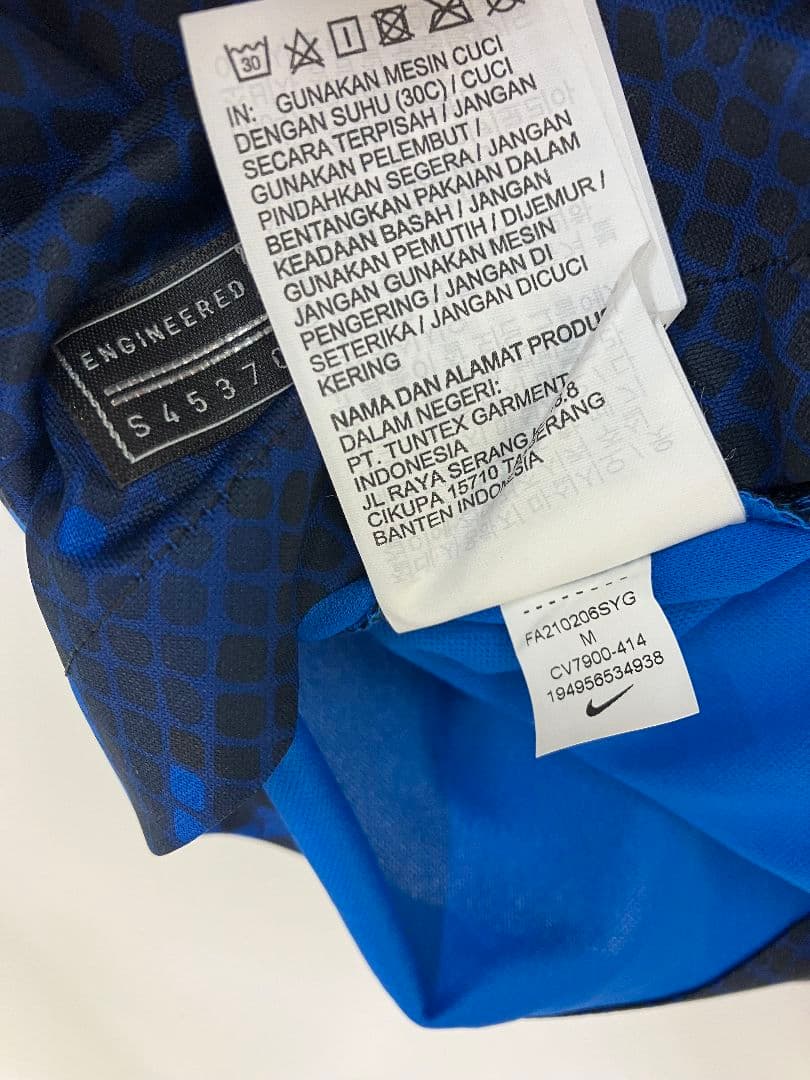 30
IN: GUNAKAN MESIN CUCI
DENGAN SUHU (30C) / CUCI
SECARA TERPISAH / JANGAN
GUNAKAN PELEMBUT /
PINDAHKAN SEGERA / JANGAN
BENTANGKAN PAKAIAN DALAM
KEADAAN BASAH / JANGAN
GUNAKAN PEMUTIH / DIJEMUR /
JANGAN GUNAKAN MESIN
PENGERING / JANGAN DI
SETERIKA / JANGAN DICUCI
KERING
NAMA DAN ALAMAT
DALAM NEGERI:
PT. TUNTEX GARMENT
INDONESIA
JL RAYA SERANG
CIKUPA 15710
BANTEN
ENGINEERED
S45370
FA210206SYG
M
CV7900-414
194956534938